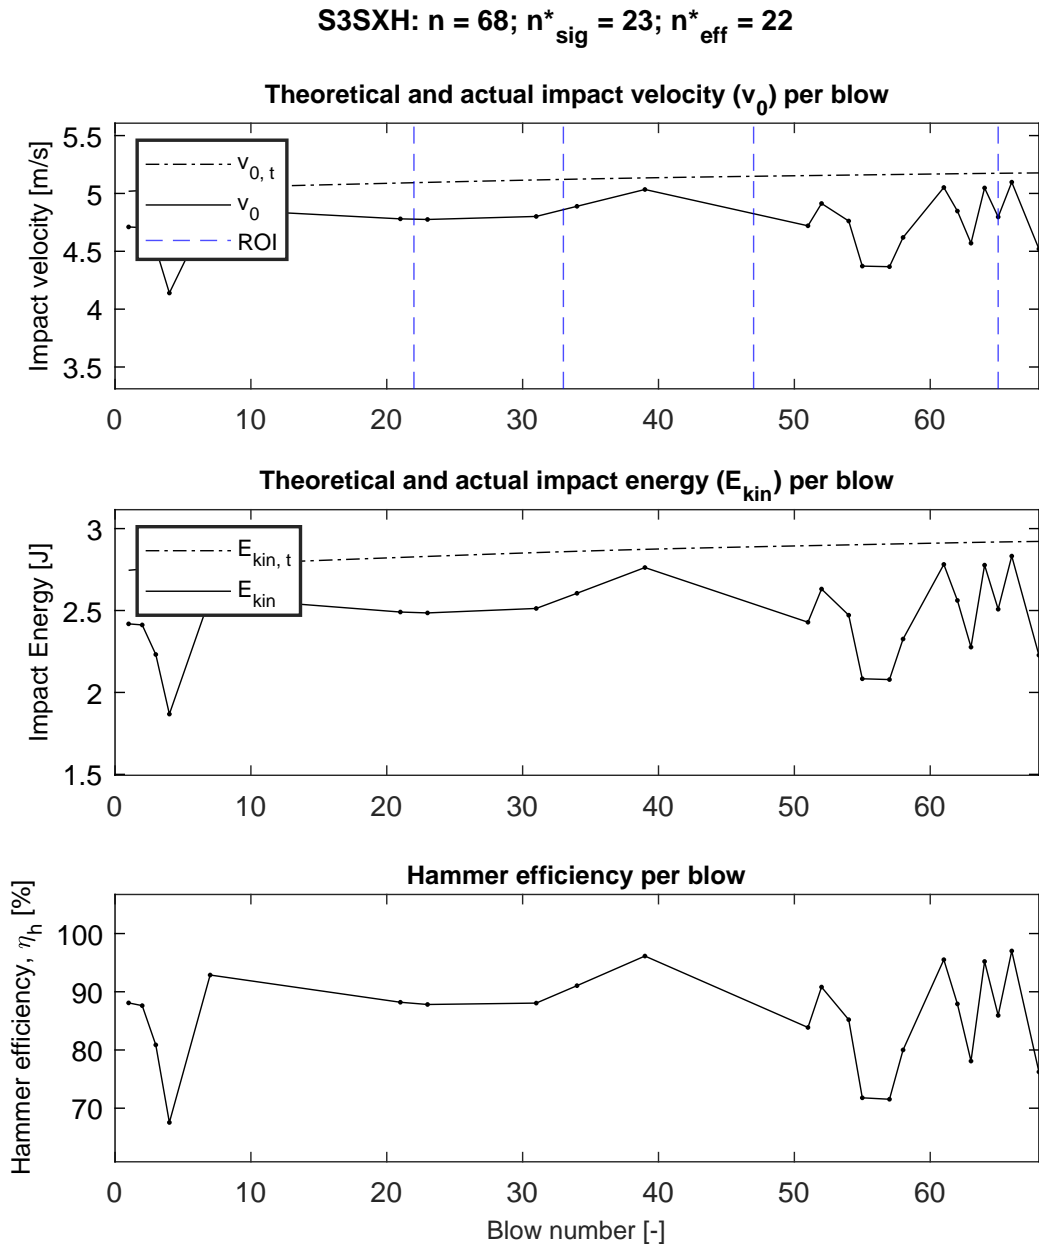 S3SXH: n = 68; n*sig = 23; n*eff = 22
Theoretical and actual impact velocity (v0) per blow
Impact velocity [m/s]
5.5
5
4.5
4
3.5
v0, t
v0
ROI
0 10 20 30 40 50 60
Theoretical and actual impact energy (Ekin) per blow
Impact Energy [J]
3
2.5
2
1.5
Ekin, t
Ekin
0 10 20 30 40 50 60
Hammer efficiency per blow
Hammer efficiency, ηh [%]
100
90
80
70
0 10 20 30 40 50 60
Blow number [-]